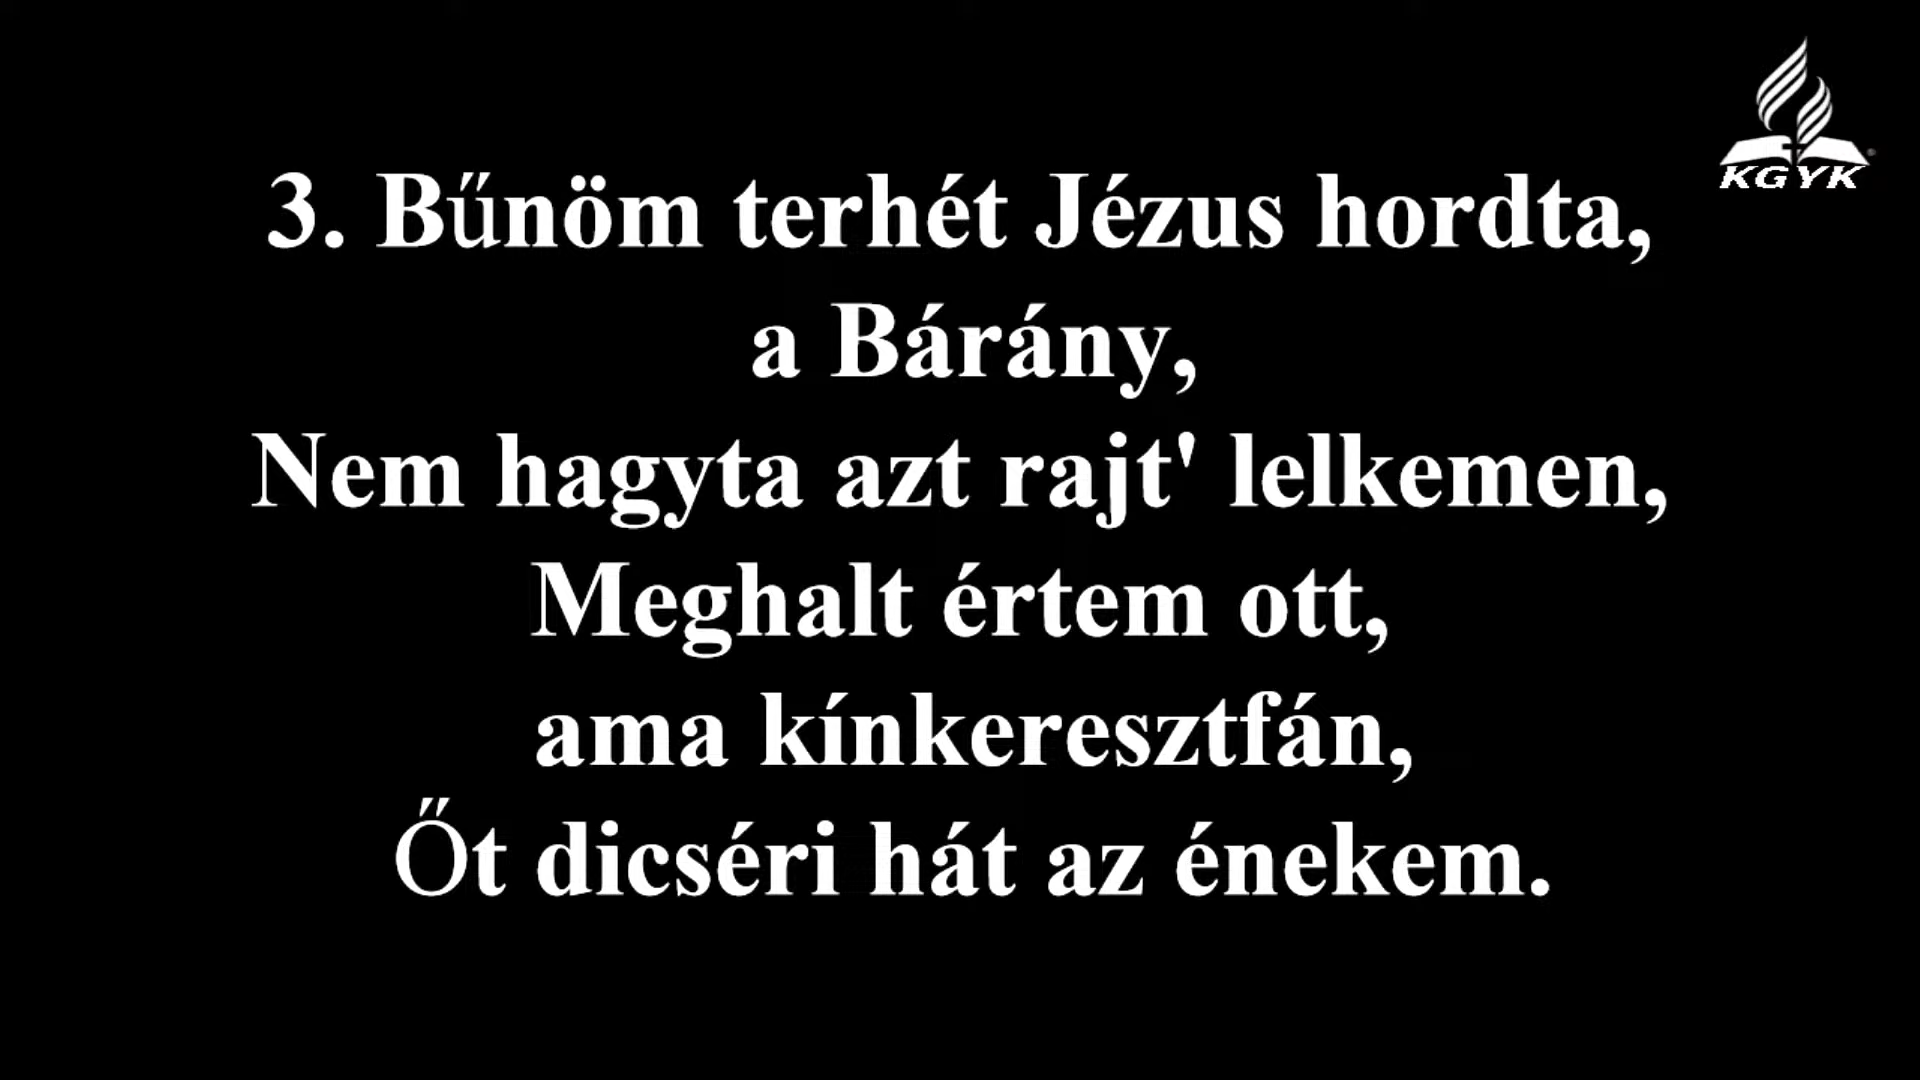 KGYK
3. Bűnöm terhét Jézus hordta,
a Bárány,
Nem hagyta azt rajt' lelkemen,
Meghalt értem ott,
ama kínkeresztfán,
Őt dicséri hát az énekem.